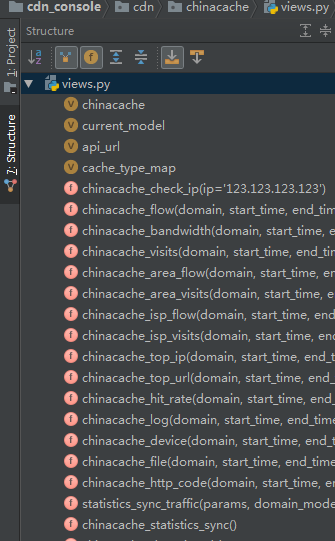 cdn_console cdn chinacache views.py
1: Project
7: Structure
Structure
views.py
chinacache
current_model
api_url
cache_type_map
chinacache_check_ip(ip='123.123.123.123')
chinacache_flow(domain, start_time, end_time
chinacache_bandwidth(domain, start_time, en
chinacache_visits(domain, start_time, end_tim
chinacache_area_flow(domain, start_time, end
chinacache_area_visits(domain, start_time, en
chinacache_isp_flow(domain, start_time, end_
chinacache_isp_visits(domain, start_time, end
chinacache_top_ip(domain, start_time, end_ti
chinacache_top_url(domain, start_time, end_t
chinacache_hit_rate(domain, start_time, end_t
chinacache_log(domain, start_time, end_time
chinacache_device(domain, start_time, end_ti
chinacache_file(domain, start_time, end_time
chinacache_http_code(domain, start_time, en
statistics_sync_traffic(params, domain_mode
chinacache_statistics_sync()